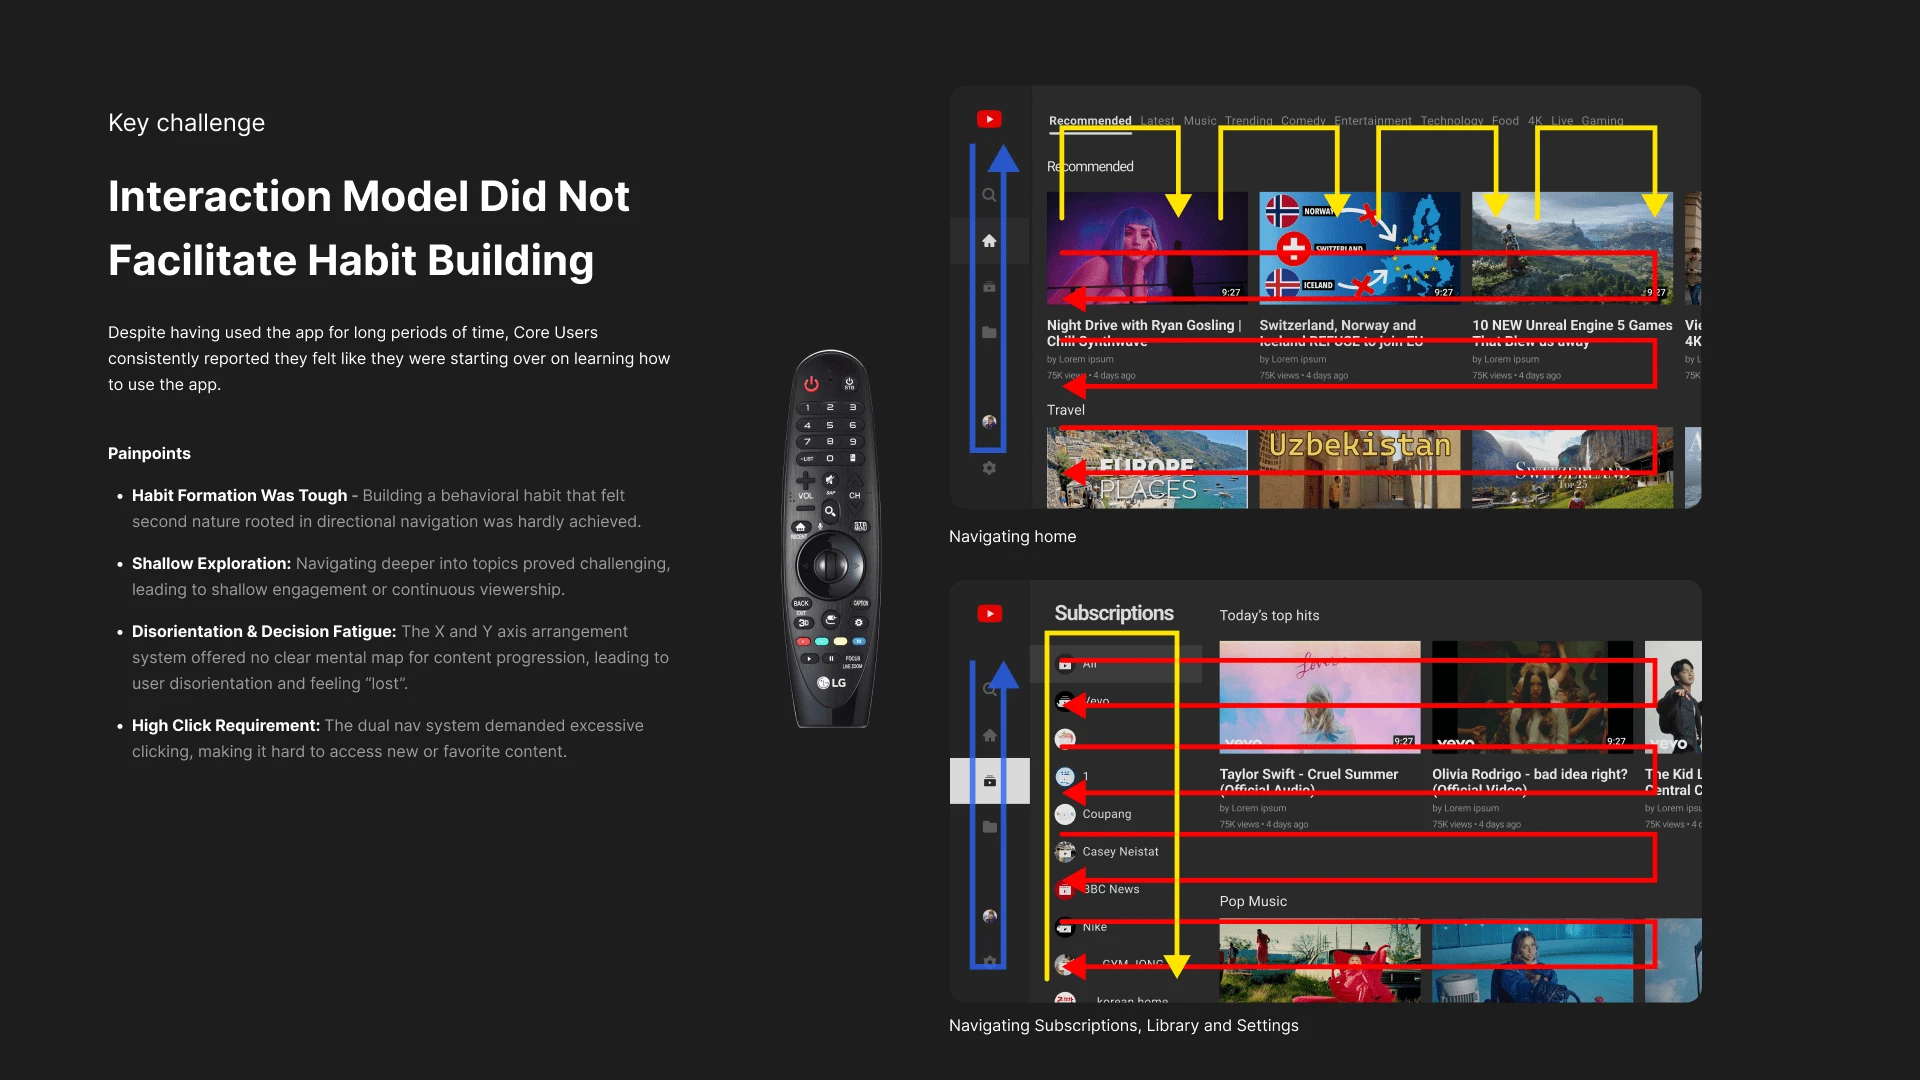 Key challenge
Interaction Model Did Not
Facilitate Habit Building
Despite having used the app for long periods of time, Core Users
consistently reported they felt like they were starting over on learning how
to use the app.
Painpoints
• Habit Formation Was Tough - Building a behavioral habit that felt
second nature rooted in directional navigation was hardly achieved.
• Shallow Exploration: Navigating deeper into topics proved challenging,
leading to shallow engagement or continuous viewership.
• Disorientation & Decision Fatigue: The X and Y axis arrangement
system offered no clear mental map for content progression, leading to
user disorientation and feeling “lost”.
• High Click Requirement: The dual nav system demanded excessive
clicking, making it hard to access new or favorite content.
STB
1 2 3
4 5 6
7 8 9
-LIST 0
VOL SAP CH
RECENT
BACK CAPTION
EXIT
3D
FOCUS
LIVE ZOOM
LG
Recommended Latest Music Trending Comedy Entertainment Technology Food 4K Live Gaming
Recommended
NORWAY
SWITZERLAND
ICELAND
9:27 9:27 9:27
Night Drive with Ryan Gosling | Switzerland, Norway and 10 NEW Unreal Engine 5 Games Vie
Chill Synthwave Iceland REFUSE to join EU That Blew us away 4K
by Lorem ipsum by Lorem ipsum by Lorem ipsum by L
75K views • 4 days ago 75K views • 4 days ago 75K views • 4 days ago 75K
Travel
EUROPE Uzbekistan SWITZERLAND
PLACES TOP 25
Navigating home
Subscriptions
All
Vevo
1
Coupang
Casey Neistat
BBC News
Nike
GYM JONG
korean home
Today’s top hits
Lover
vevo 9:27 vevo 9:27 vevo
Taylor Swift - Cruel Summer Olivia Rodrigo - bad idea right? The Kid L
(Official Audio) (Official Video) Central C
by Lorem ipsum by Lorem ipsum by Lorem ipsu
75K views • 4 days ago 75K views • 4 days ago 75K views • 4 d
Pop Music
Navigating Subscriptions, Library and Settings